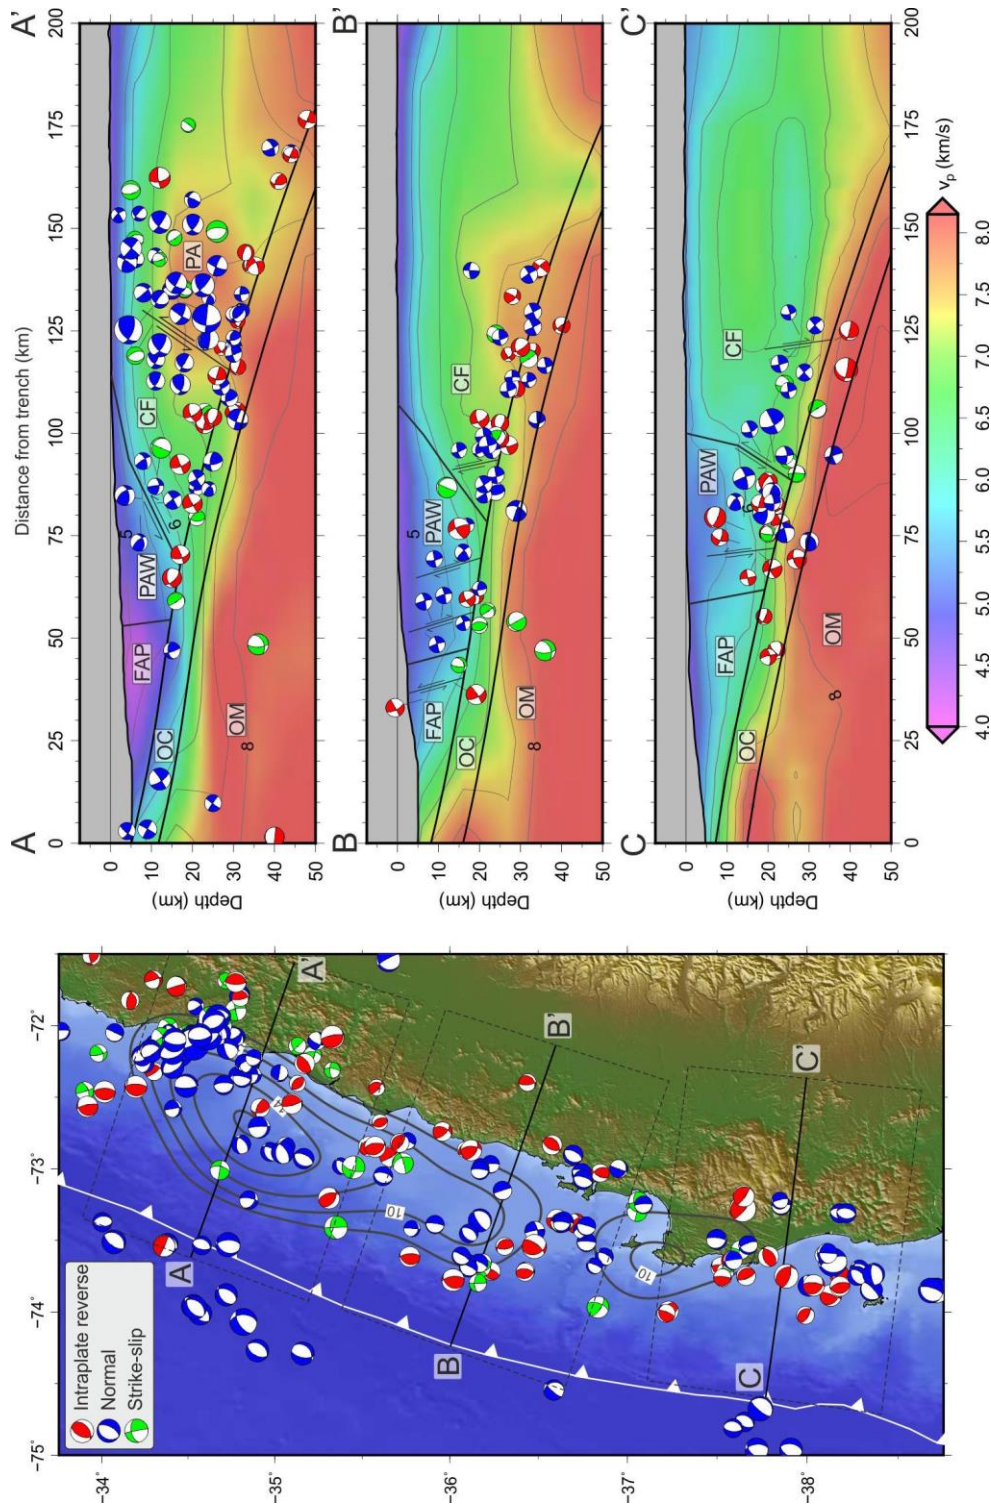 Intraplate reverse
Normal
Strike-slip
−34°
−35°
−36°
−37°
−38°
−75°
−74°
−73°
−72°
A
A'
B
B'
C
C'
14
10
10
Distance from trench (km)
A
A'
0
25
50
75
100
125
150
175
200
Depth (km)
0
10
20
30
40
50
FAP
PAW
CF
PA
OC
OM
5
6
8
B
B'
Depth (km)
0
10
20
30
40
50
FAP
PAW
CF
OC
OM
5
8
C
C'
Depth (km)
0
10
20
30
40
50
FAP
PAW
CF
OC
OM
6
8
0
25
50
75
100
125
150
175
200
4.0
4.5
5.0
5.5
6.0
6.5
7.0
7.5
8.0
vp (km/s)